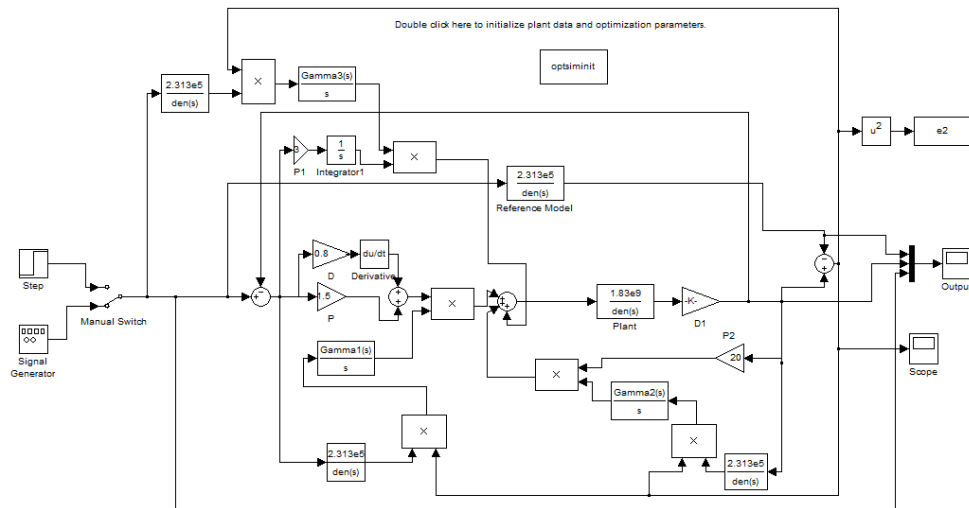 Double click here to initialize plant data and optimization parameters.
optsiminit
2.313e5
den(s)
×
Gamma3(s)
s
u²
e2
3
P1
1
s
Integrator1
×
2.313e5
den(s)
Reference Model
Step
Manual Switch
Signal
Generator
+
−
0.8
D
du/dt
Derivative
1.5
P
+
+
×
+
+
+
1.83e9
den(s)
Plant
-K-
D1
−
+
Output
Scope
Gamma1(s)
s
×
P2
20
Gamma2(s)
s
×
×
2.313e5
den(s)
2.313e5
den(s)